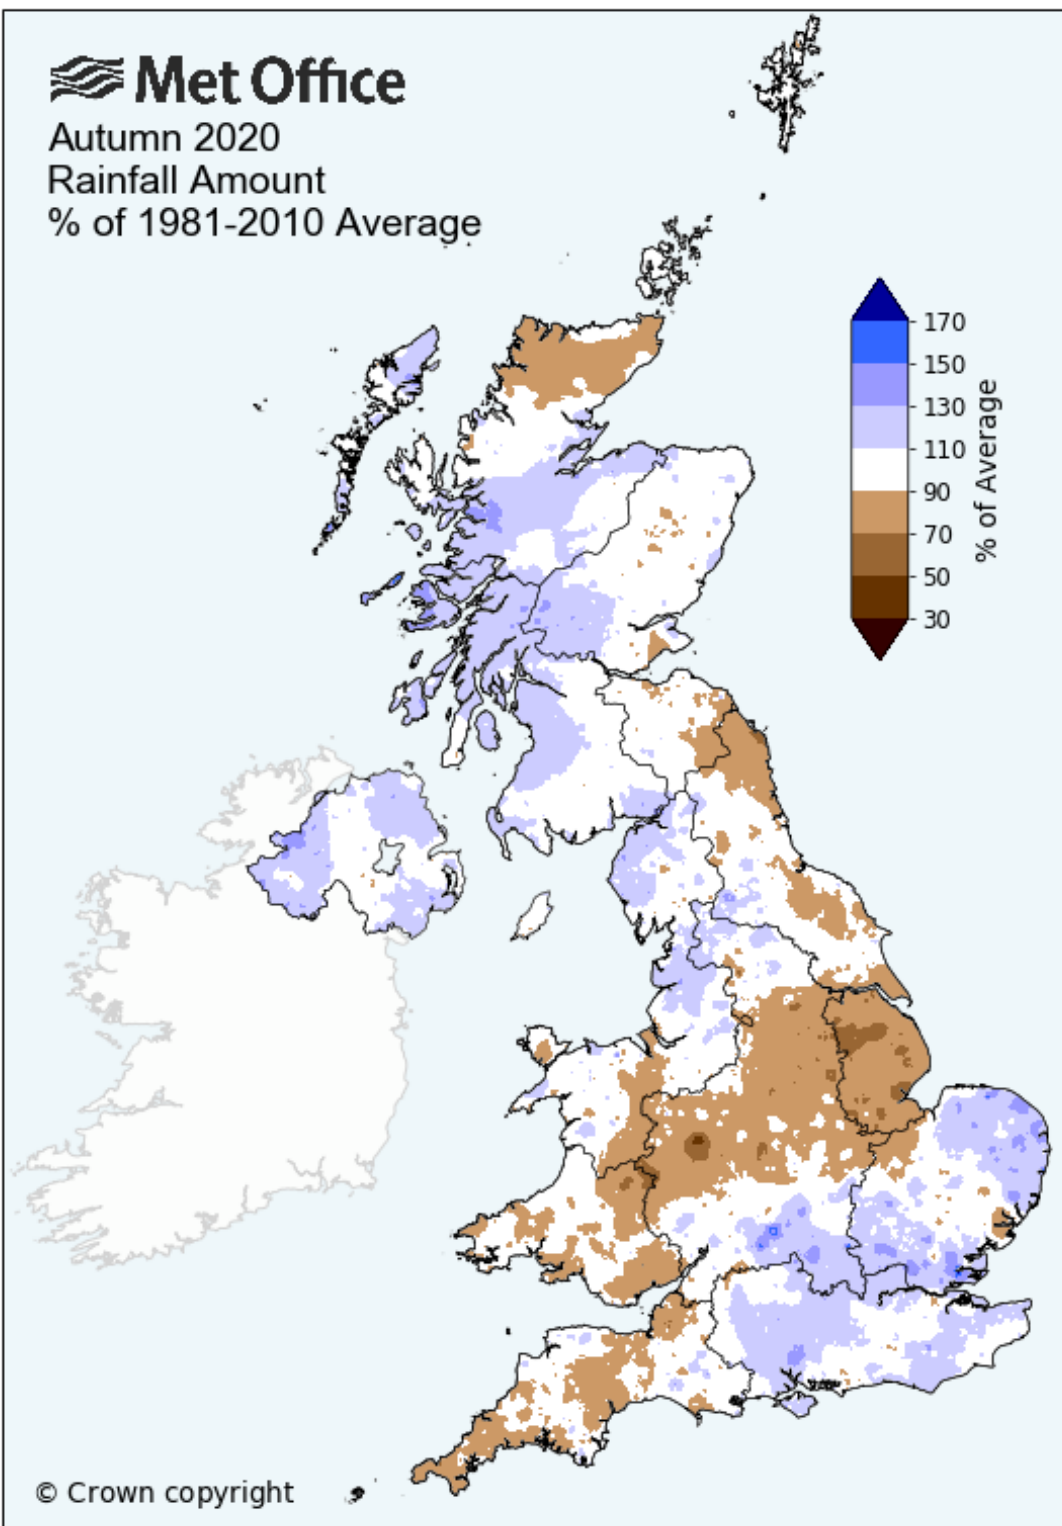 Met Office
Autumn 2020
Rainfall Amount
% of 1981-2010 Average
170
150
130
110
90
70
50
30
% of Average
© Crown copyright